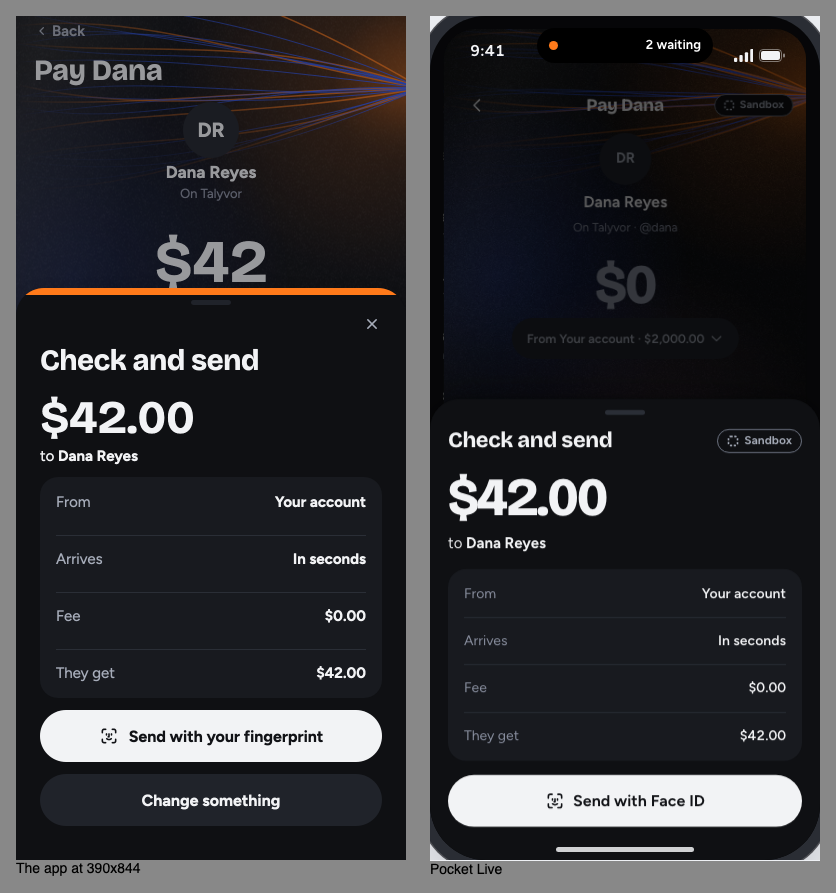 Back
Pay Dana
DR
Dana Reyes
On Talyvor
$42
Check and send
$42.00
to Dana Reyes
From Your account
Arrives In seconds
Fee $0.00
They get $42.00
Send with your fingerprint
Change something
The app at 390x844
9:41 2 waiting
Pay Dana Sandbox
DR
Dana Reyes
On Talyvor · @dana
$0
From Your account · $2,000.00
Check and send Sandbox
$42.00
to Dana Reyes
From Your account
Arrives In seconds
Fee $0.00
They get $42.00
Send with Face ID
Pocket Live